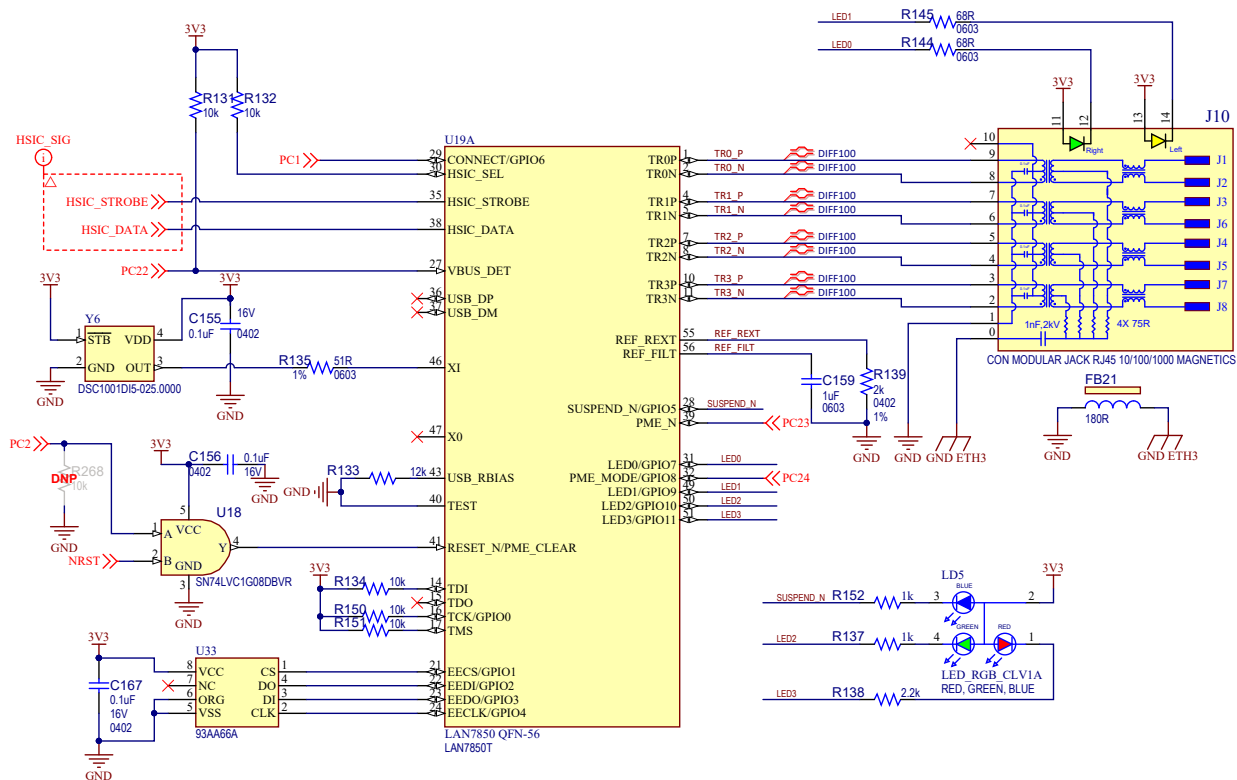 LED1
R145
68R
0603
LED0
R144
68R
0603
3V3
3V3
3V3
11
12
13
14
J10
Right
Left
R131
10k
R132
10k
HSIC_SIG
i
U19A
PC1
29
CONNECT/GPIO6
30
HSIC_SEL
HSIC_STROBE
35
HSIC_STROBE
HSIC_DATA
38
HSIC_DATA
PC22
27
VBUS_DET
36
USB_DP
37
USB_DM
TR0P
1
TR0_P
DIFF100
TR0N
2
TR0_N
DIFF100
TR1P
4
TR1_P
DIFF100
TR1N
5
TR1_N
DIFF100
TR2P
7
TR2_P
DIFF100
TR2N
8
TR2_N
DIFF100
TR3P
10
TR3_P
DIFF100
TR3N
11
TR3_N
DIFF100
10
9
8
7
6
5
4
3
2
1
0
J1
J2
J3
J6
J4
J5
J7
J8
0.1uF
0.1uF
0.1uF
0.1uF
1nF,2kV
4X 75R
CON MODULAR JACK RJ45 10/100/1000 MAGNETICS
3V3
3V3
Y6
1
STB
VDD
4
2
GND
OUT
3
DSC1001DI5-025.0000
GND
C155
0.1uF
16V
0402
GND
R135
1%
51R
0603
46
XI
47
X0
REF_REXT
55
REF_REXT
REF_FILT
56
REF_FILT
C159
1uF
0603
R139
2k
0402
1%
GND
GND
GND ETH3
FB21
180R
GND
GND ETH3
SUSPEND_N/GPIO5
28
SUSPEND_N
PME_N
39
PC23
PC2
R268
10k
DNP
GND
3V3
C156
0402
0.1uF
16V
GND
R133
12k
GND
43
USB_RBIAS
40
TEST
LED0/GPIO7
31
LED0
PME_MODE/GPIO8
32
PC24
LED1/GPIO9
49
LED1
LED2/GPIO10
50
LED2
LED3/GPIO11
51
LED3
U18
5
VCC
1
A
2
B
Y
4
GND
3
NRST
SN74LVC1G08DBVR
GND
41
RESET_N/PME_CLEAR
3V3
R134
10k
14
TDI
15
TDO
R150
10k
16
TCK/GPIO0
R151
10k
17
TMS
3V3
C167
0.1uF
16V
0402
GND
U33
8
VCC
CS
1
7
NC
DO
4
6
ORG
DI
3
5
VSS
CLK
2
93AA66A
21
EECS/GPIO1
22
EEDI/GPIO2
23
EEDO/GPIO3
24
EECLK/GPIO4
LAN7850 QFN-56
LAN7850T
SUSPEND_N
R152
1k
LED2
R137
1k
LED3
R138
2.2k
LD5
BLUE
3
2
GREEN
RED
4
1
3V3
LED_RGB_CLV1A
RED, GREEN, BLUE